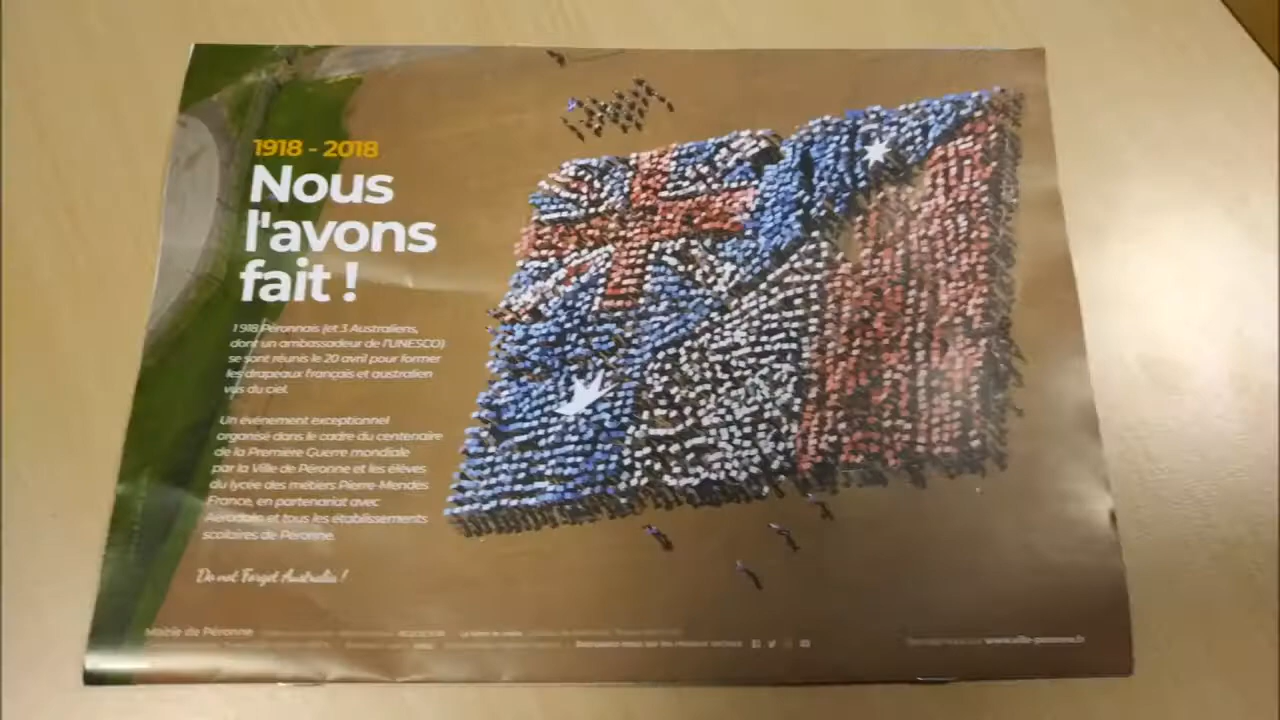 1918 - 2018
Nous
l'avons
fait !
1 918 Péronnais (et 3 Australiens,
dont un ambassadeur de l'UNESCO)
se sont réunis le 20 avril pour former
les drapeaux français et australien
vus du ciel.
Un événement exceptionnel
organisé dans le cadre du centenaire
de la Première Guerre mondiale
par la Ville de Péronne et les élèves
du lycée des métiers Pierre-Mendès
France, en partenariat avec
et tous les établissements
scolaires de Péronne.
Do not Forget Australia !
Mairie de Péronne
www.ville-peronne.fr